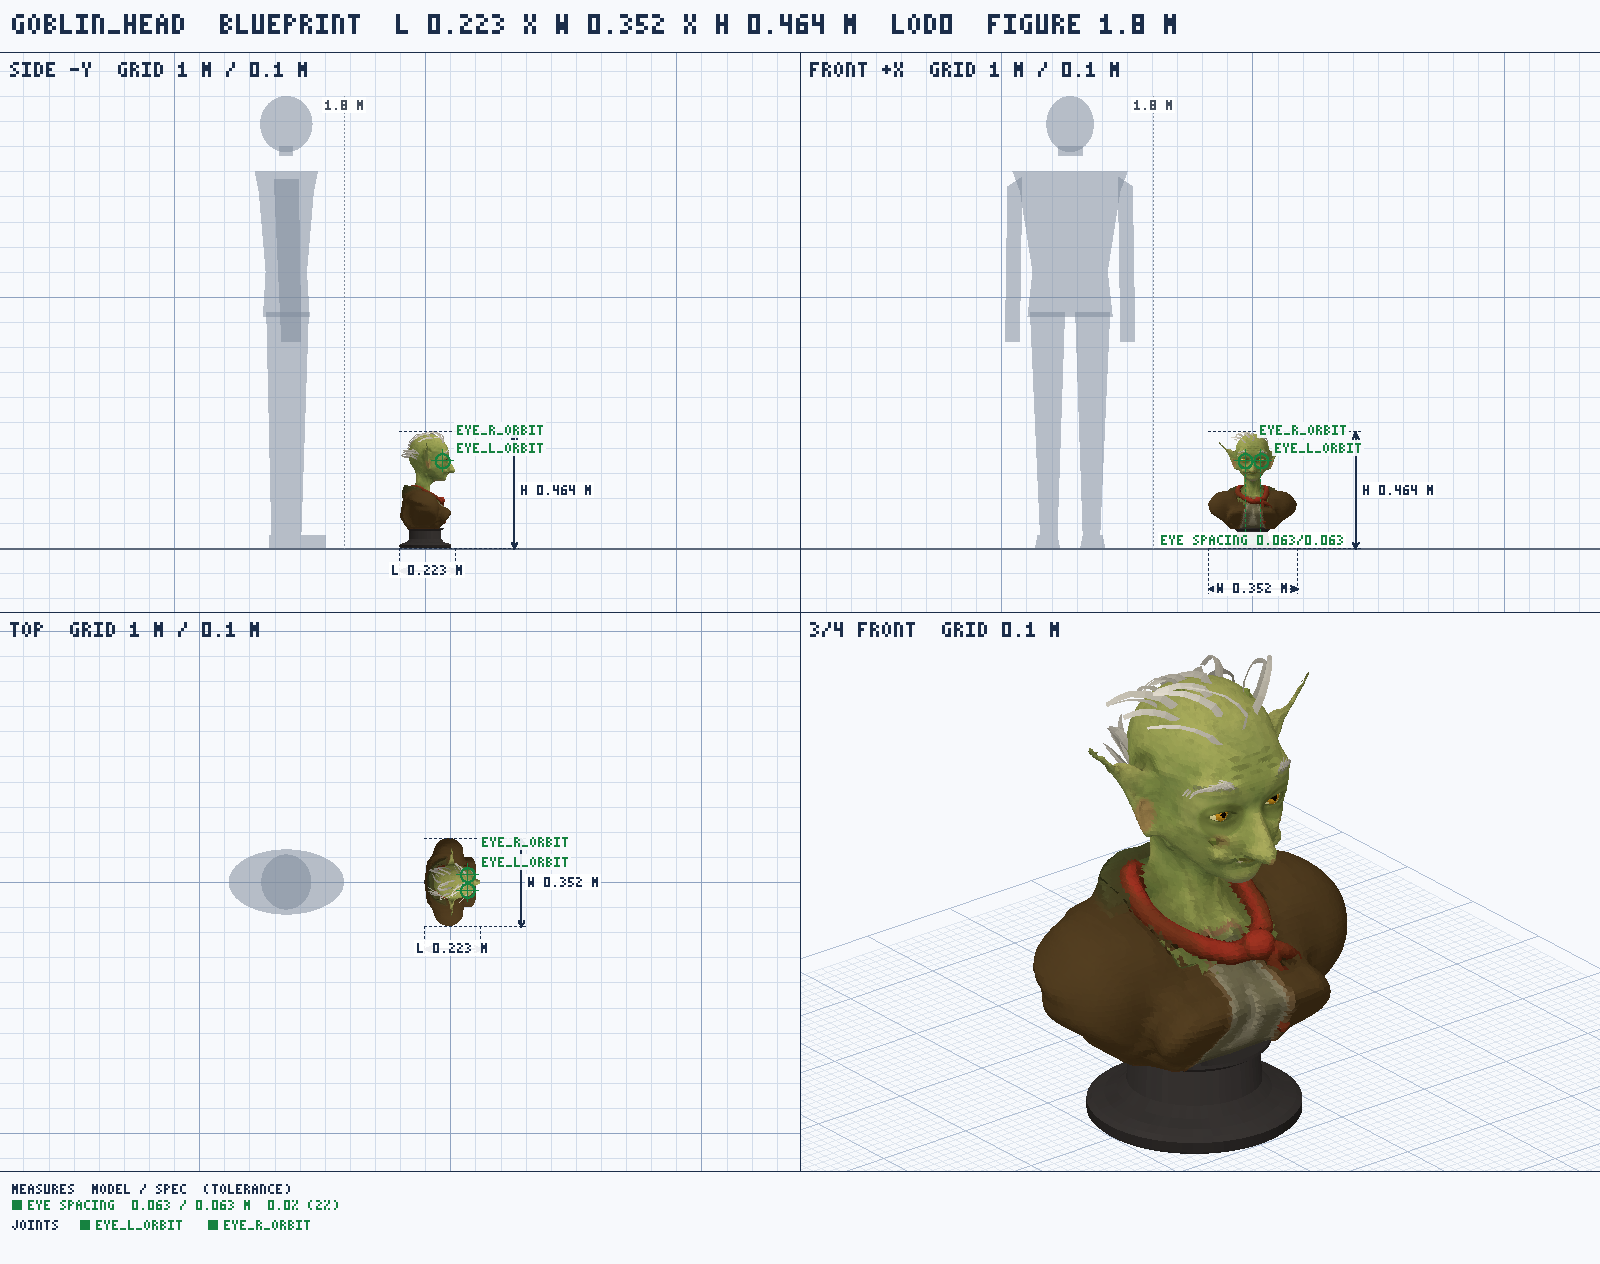 GOBLIN_HEAD BLUEPRINT L 0.223 X W 0.352 X H 0.464 M LOD0 FIGURE 1.8 M
SIDE -Y GRID 1 M / 0.1 M
1.8 M
EYE_R_ORBIT
EYE_L_ORBIT
H 0.464 M
L 0.223 M
FRONT +X GRID 1 M / 0.1 M
1.8 M
EYE_R_ORBIT
EYE_L_ORBIT
H 0.464 M
EYE SPACING 0.063/0.063
W 0.352 M
TOP GRID 1 M / 0.1 M
EYE_R_ORBIT
EYE_L_ORBIT
W 0.352 M
L 0.223 M
3/4 FRONT GRID 0.1 M
MEASURES MODEL / SPEC (TOLERANCE)
EYE SPACING 0.063 / 0.063 M 0.0% (2%)
JOINTS EYE_L_ORBIT EYE_R_ORBIT